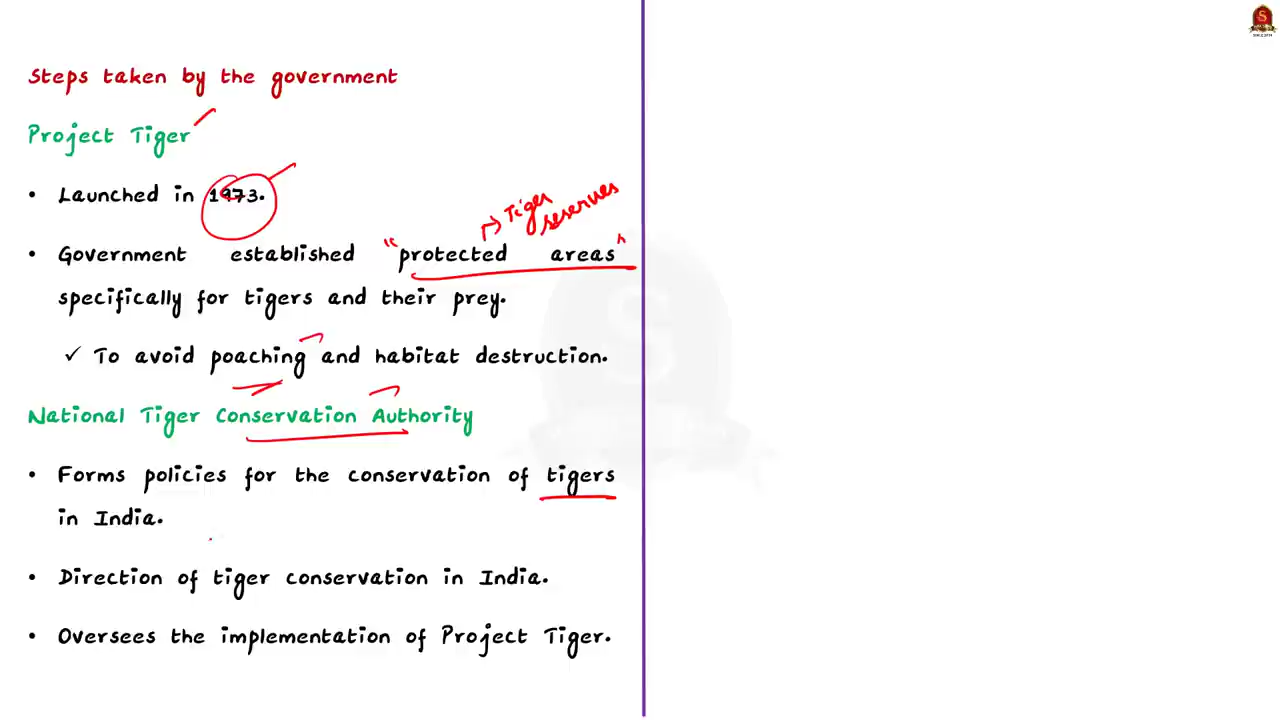 Steps taken by the government
Project Tiger
• Launched in 1973.
Tiger
reserves
• Government established "protected areas"
specifically for tigers and their prey.
✓ To avoid poaching and habitat destruction.
National Tiger Conservation Authority
• Forms policies for the conservation of tigers
in India.
• Direction of tiger conservation in India.
• Oversees the implementation of Project Tiger.